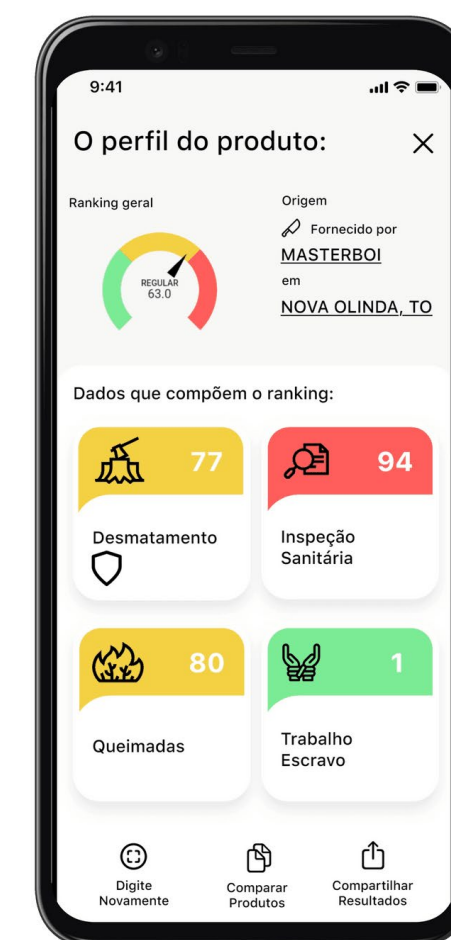 9:41
O perfil do produto:
Ranking geral
REGULAR
63.0
Origem
Fornecido por
MASTERBOI
em
NOVA OLINDA, TO
Dados que compõem o ranking:
77
Desmatamento
94
Inspeção
Sanitária
80
Queimadas
1
Trabalho
Escravo
Digite
Novamente
Comparar
Produtos
Compartilhar
Resultados